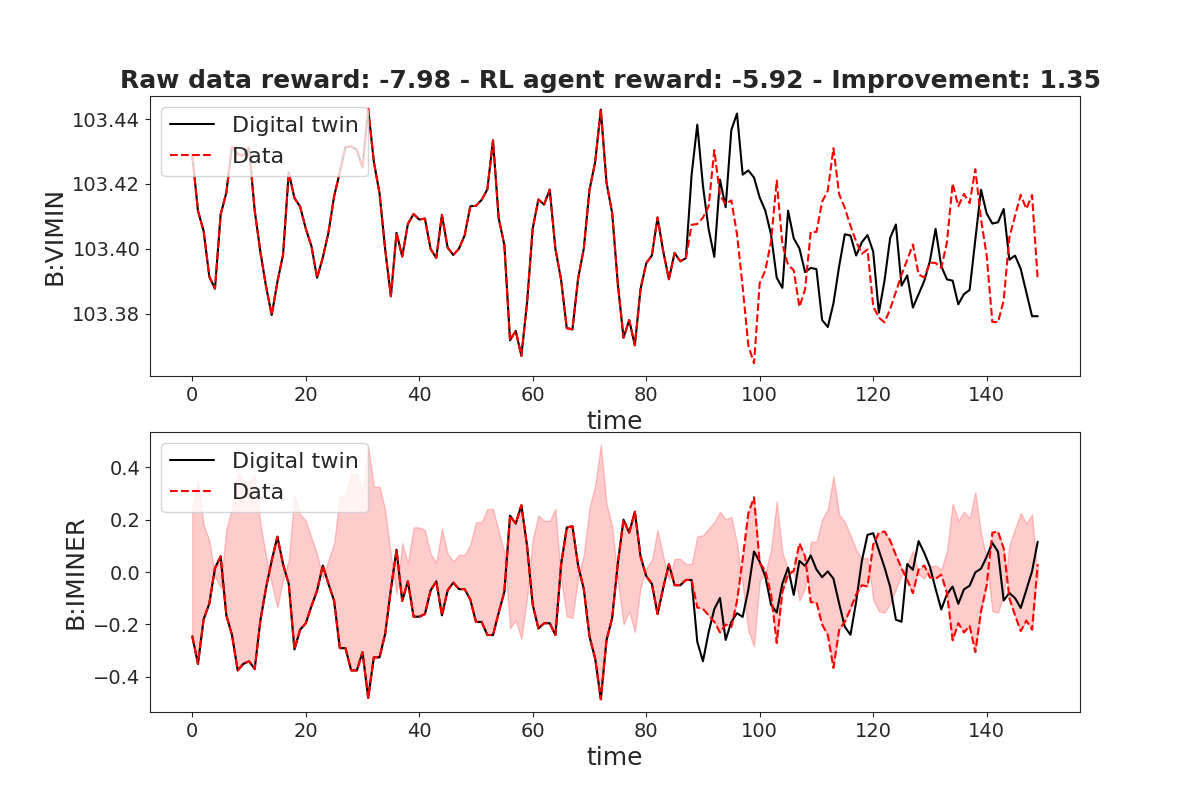 Raw data reward: -7.98 - RL agent reward: -5.92 - Improvement: 1.35
Digital twin
Data
103.44
103.42
103.40
103.38
B:VIMIN
0 20 40 60 80 100 120 140
time
Digital twin
Data
0.4
0.2
0.0
−0.2
−0.4
B:IMINER
0 20 40 60 80 100 120 140
time